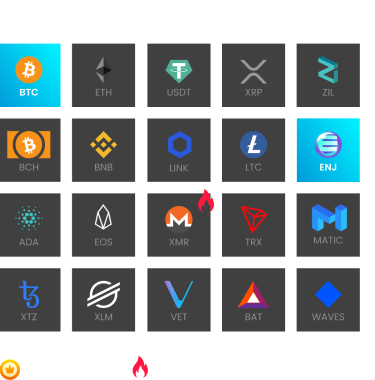 BTC ETH USDT XRP ZIL
BCH BNB LINK LTC ENJ
ADA EOS XMR TRX MATIC
XTZ XLM VET BAT WAVES